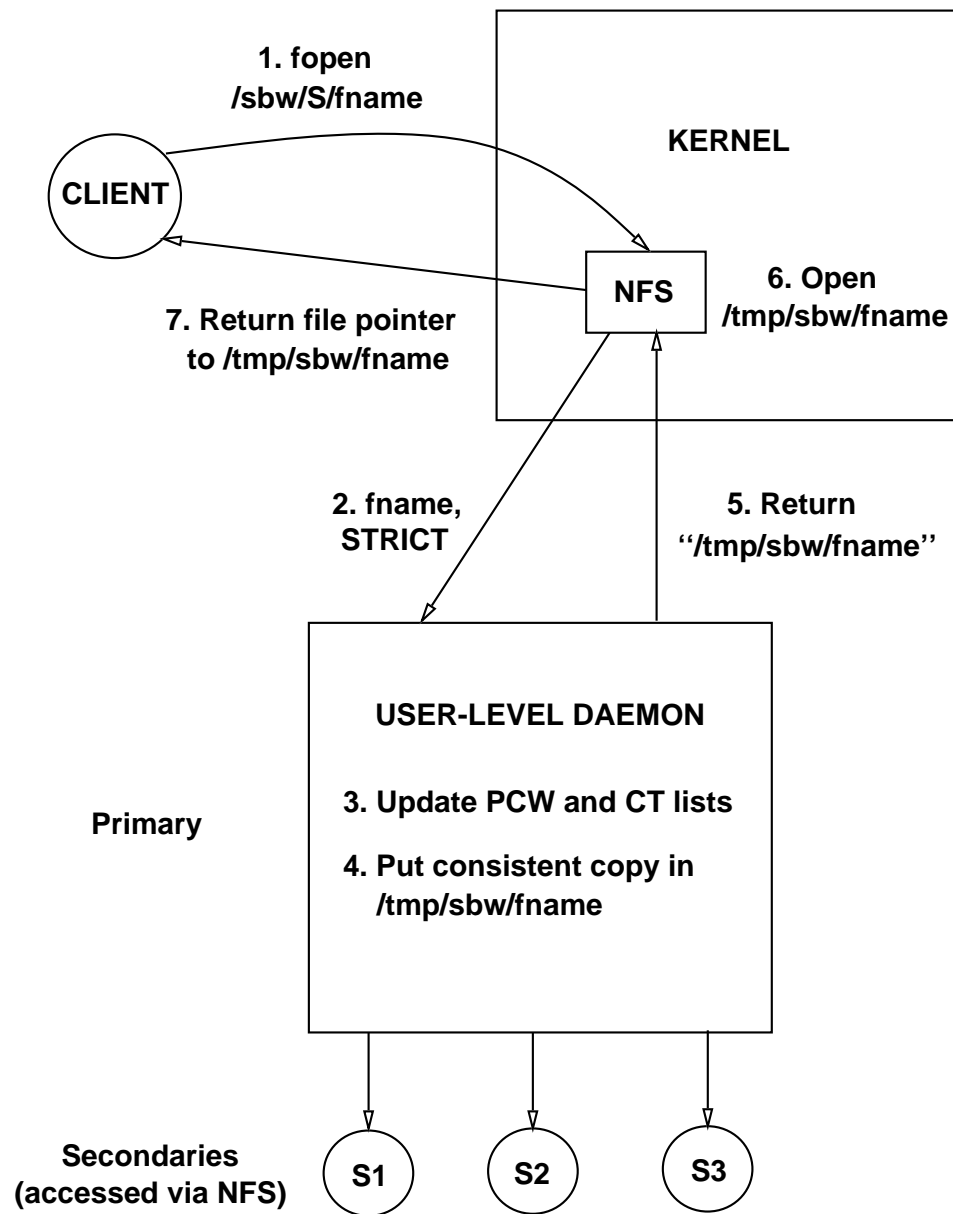 1. fopen
/sbw/S/fname
KERNEL
CLIENT
NFS
6. Open
/tmp/sbw/fname
7. Return file pointer
to /tmp/sbw/fname
2. fname,
STRICT
5. Return
‘‘/tmp/sbw/fname’’
USER-LEVEL DAEMON
3. Update PCW and CT lists
4. Put consistent copy in
/tmp/sbw/fname
Primary
Secondaries
(accessed via NFS)
S1
S2
S3